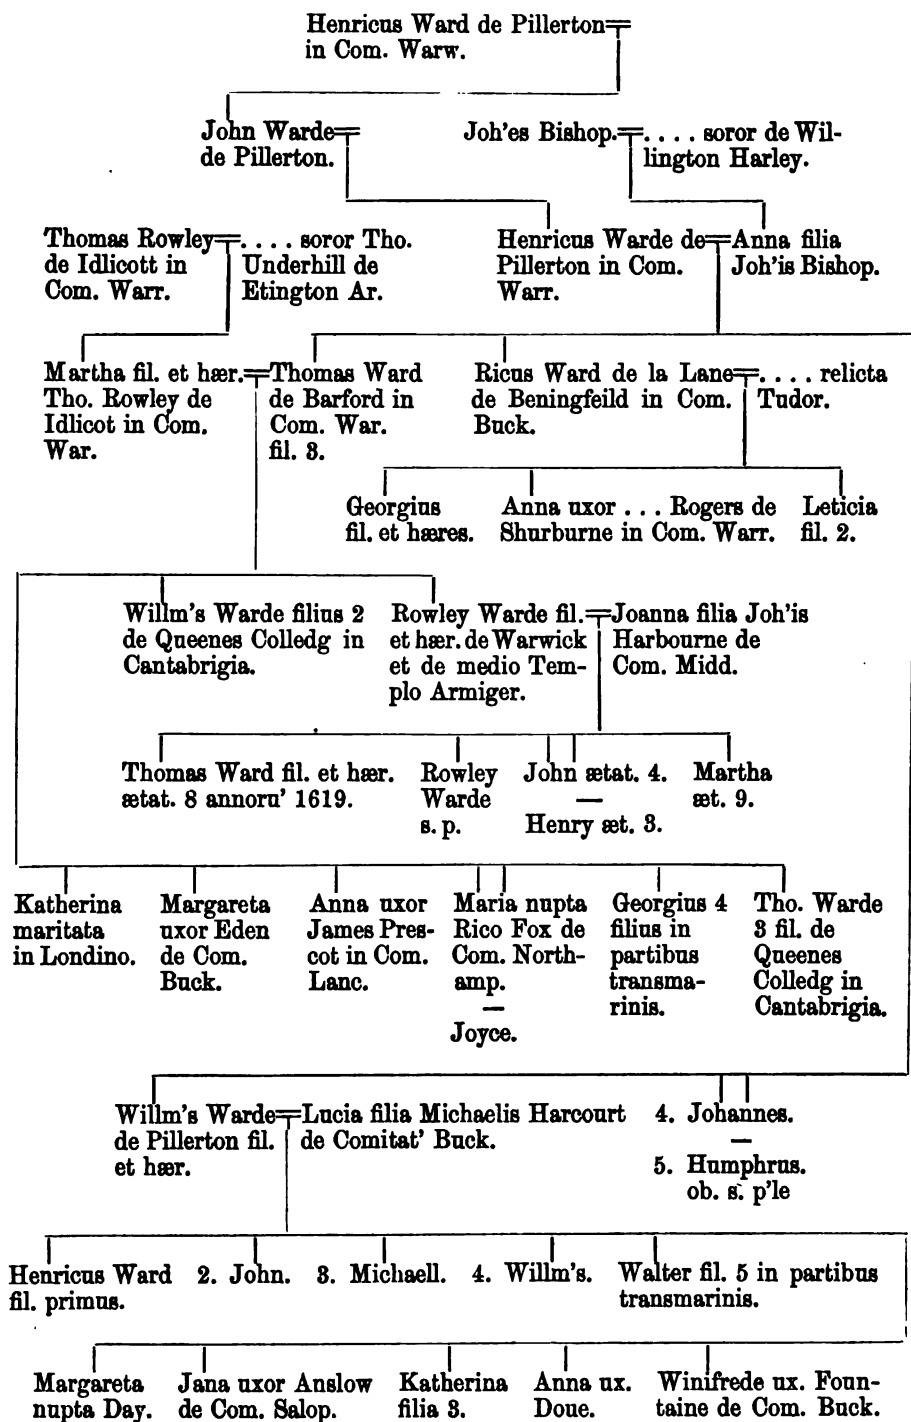 Henricus Ward de Pillerton
in Com. Warw.
John Warde
de Pillerton.
Joh'es Bishop.
.... soror de Wil-
lington Harley.
Thomas Rowley
de Idlicott in
Com. Warr.
.... soror Tho.
Underhill de
Etington Ar.
Henricus Warde de
Pillerton in Com.
Warr.
Anna filia
Joh'is Bishop.
Martha fil. et hær.
Tho. Rowley de
Idlicot in Com.
War.
Thomas Ward
de Barford in
Com. War.
fil. 3.
Ricus Ward de la Lane
de Beningfeild in Com.
Buck.
.... relicta
Tudor.
Georgius
fil. et hæres.
Anna uxor ... Rogers de
Shurburne in Com. Warr.
Leticia
fil. 2.
Willm's Warde filius 2
de Queenes Colledg in
Cantabrigia.
Rowley Warde fil.
et hær. de Warwick
et de medio Tem-
plo Armiger.
Joanna filia Joh'is
Harbourne de
Com. Midd.
Thomas Ward fil. et hær.
ætat. 8 annoru' 1619.
Rowley
Warde
s. p.
John ætat. 4.
—
Henry æt. 3.
Martha
æt. 9.
Katherina
maritata
in Londino.
Margareta
uxor Eden
de Com.
Buck.
Anna uxor
James Pres-
cot in Com.
Lanc.
Maria nupta
Rico Fox de
Com. North-
amp.
—
Joyce.
Georgius 4
filius in
partibus
transma-
rinis.
Tho. Warde
3 fil. de
Queenes
Colledg in
Cantabrigia.
Willm's Warde
de Pillerton fil.
et hær.
Lucia filia Michaelis Harcourt
de Comitat' Buck.
4. Johannes.
—
5. Humphrus.
ob. s. p'le
Henricus Ward
fil. primus.
2. John.
3. Michaell.
4. Willm's.
Walter fil. 5 in partibus
transmarinis.
Margareta
nupta Day.
Jana uxor Anslow
de Com. Salop.
Katherina
filia 3.
Anna ux.
Doue.
Winifrede ux. Foun-
taine de Com. Buck.